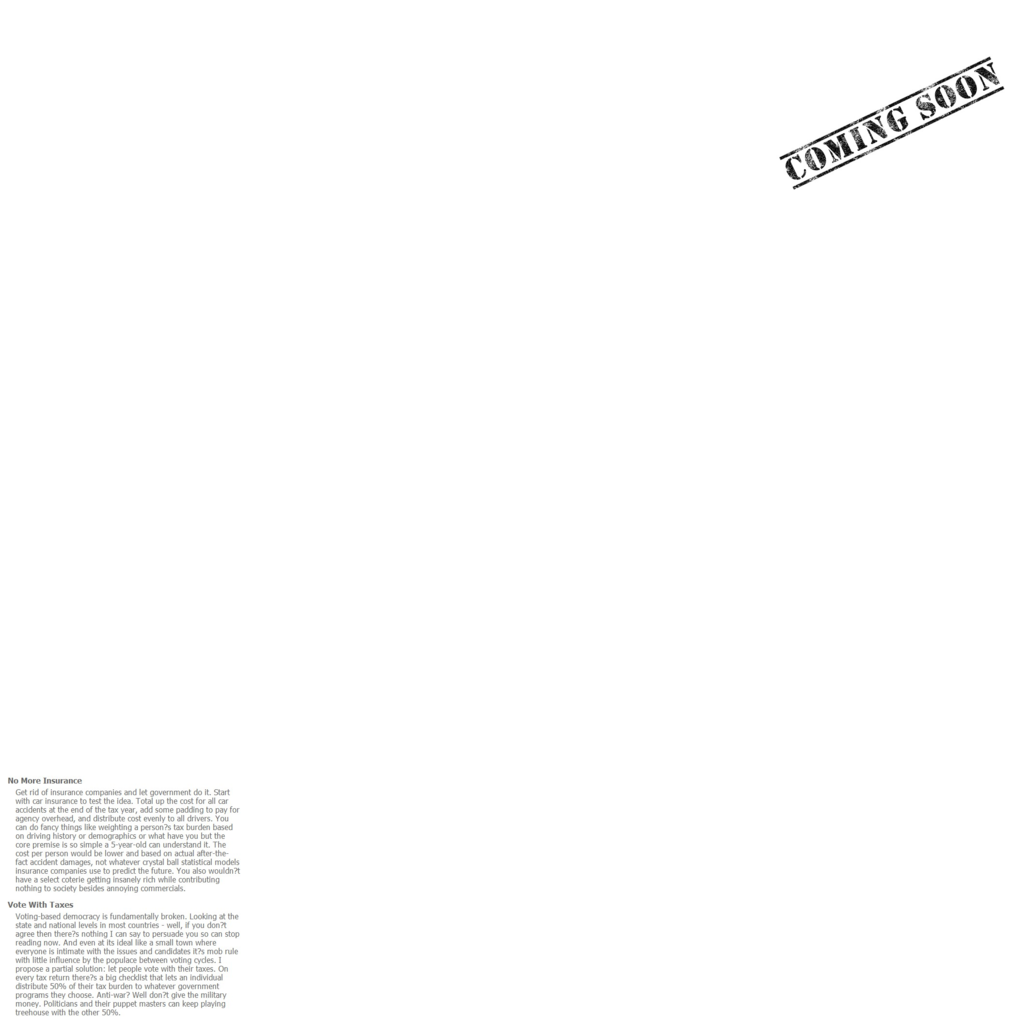 COMING SOON
No More Insurance
Get rid of insurance companies and let government do it. Start
with car insurance to test the idea. Total up the cost for all car
accidents at the end of the tax year, add some padding to pay for
agency overhead, and distribute cost evenly to all drivers. You
can do fancy things like weighting a person?s tax burden based
on driving history or demographics or what have you but the
core premise is so simple a 5-year-old can understand it. The
cost per person would be lower and based on actual after-the-
fact accident damages, not whatever crystal ball statistical models
insurance companies use to predict the future. You also wouldn?t
have a select coterie getting insanely rich while contributing
nothing to society besides annoying commercials.
Vote With Taxes
Voting-based democracy is fundamentally broken. Looking at the
state and national levels in most countries - well, if you don?t
agree then there?s nothing I can say to persuade you so can stop
reading now. And even at its ideal like a small town where
everyone is intimate with the issues and candidates it?s mob rule
with little influence by the populace between voting cycles. I
propose a partial solution: let people vote with their taxes. On
every tax return there?s a big checklist that lets an individual
distribute 50% of their tax burden to whatever government
programs they choose. Anti-war? Well don?t give the military
money. Politicians and their puppet masters can keep playing
treehouse with the other 50%.